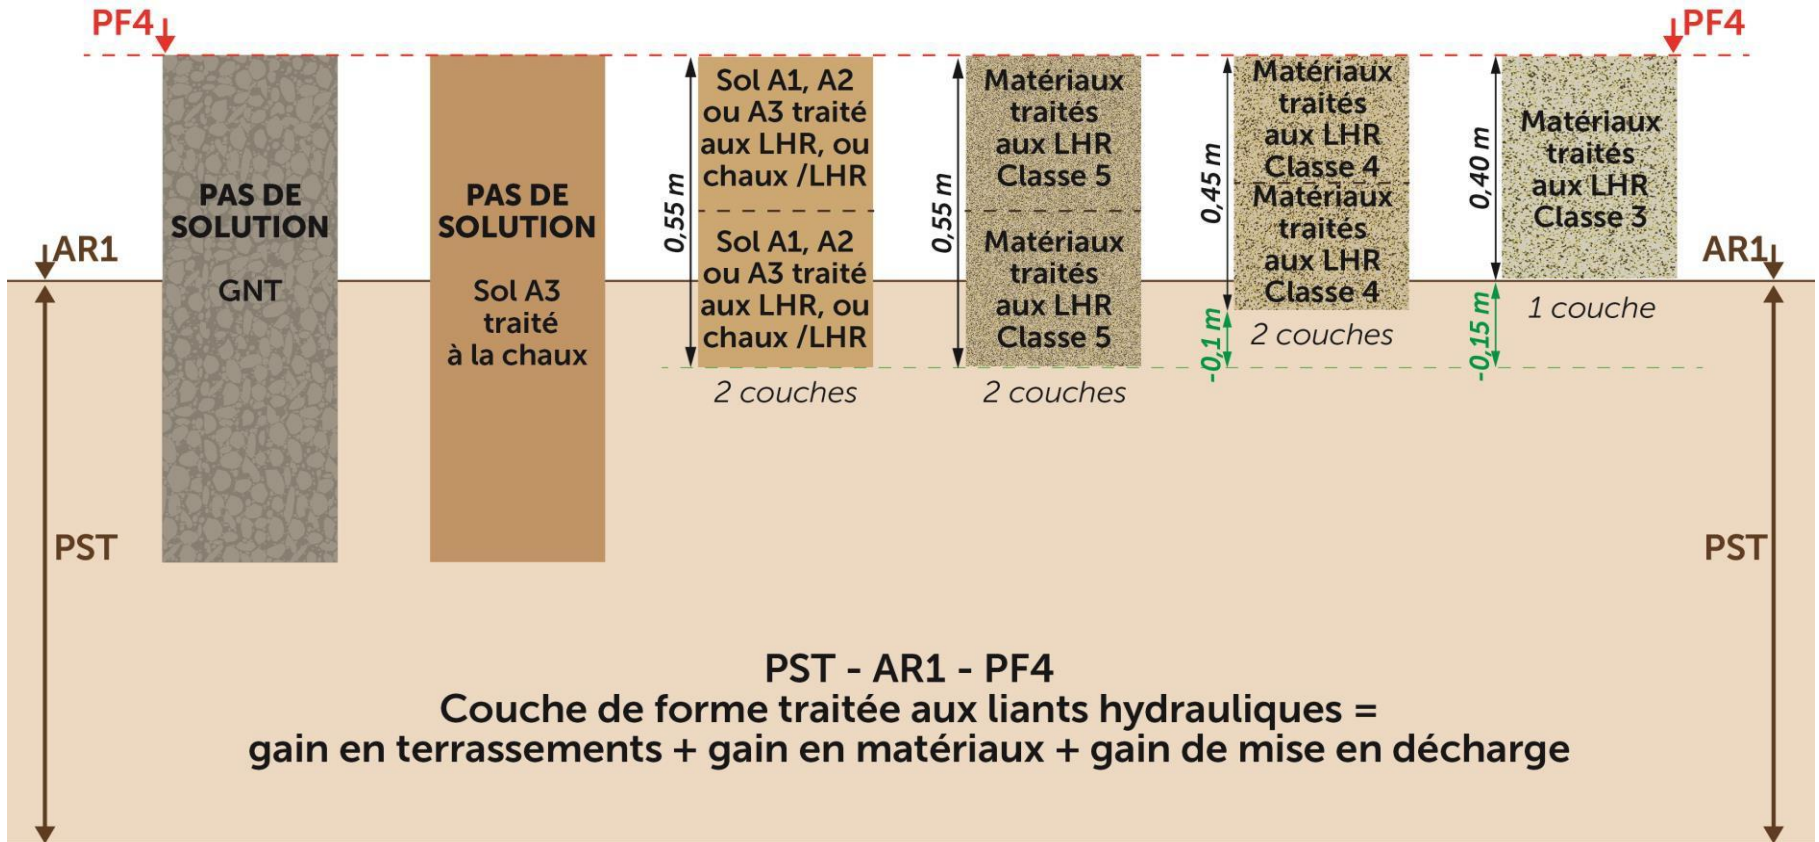 PF4
PF4
AR1
AR1
PST
PST
PAS DE
SOLUTION
GNT
PAS DE
SOLUTION
Sol A3
traité
à la chaux
0,55 m
Sol A1, A2
ou A3 traité
aux LHR, ou
chaux /LHR
Sol A1, A2
ou A3 traité
aux LHR, ou
chaux /LHR
2 couches
0,55 m
Matériaux
traités
aux LHR
Classe 5
Matériaux
traités
aux LHR
Classe 5
2 couches
0,45 m
Matériaux
traités
aux LHR
Classe 4
Matériaux
traités
aux LHR
Classe 4
-0,1 m
2 couches
0,40 m
Matériaux
traités
aux LHR
Classe 3
-0,15 m
1 couche
PST - AR1 - PF4
Couche de forme traitée aux liants hydrauliques =
gain en terrassements + gain en matériaux + gain de mise en décharge